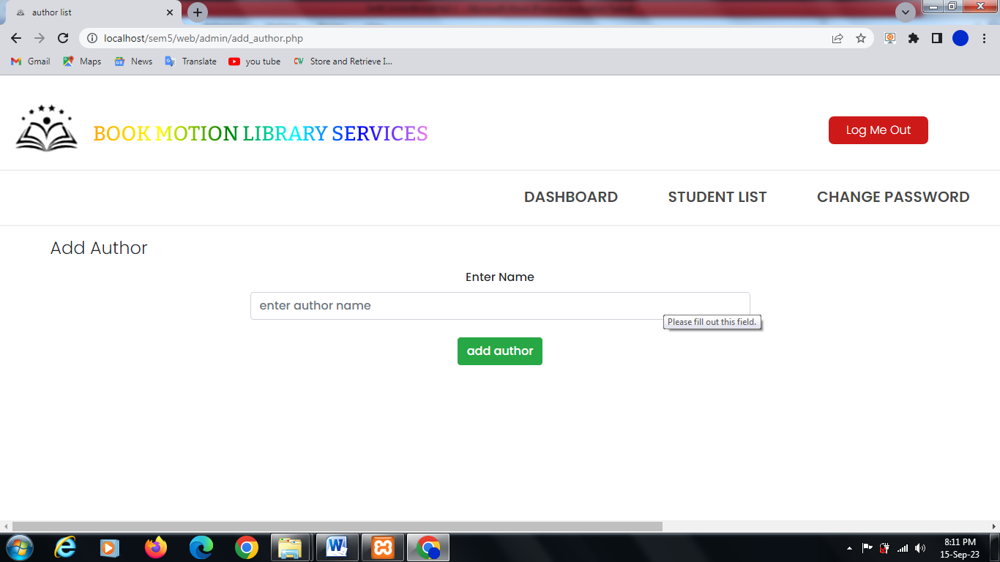 author list
localhost/sem5/web/admin/add_author.php
Gmail Maps News Translate you tube Store and Retrieve I...
BOOK MOTION LIBRARY SERVICES
Log Me Out
DASHBOARD STUDENT LIST CHANGE PASSWORD
Add Author
Enter Name
enter author name
Please fill out this field.
add author
8:11 PM
15-Sep-23